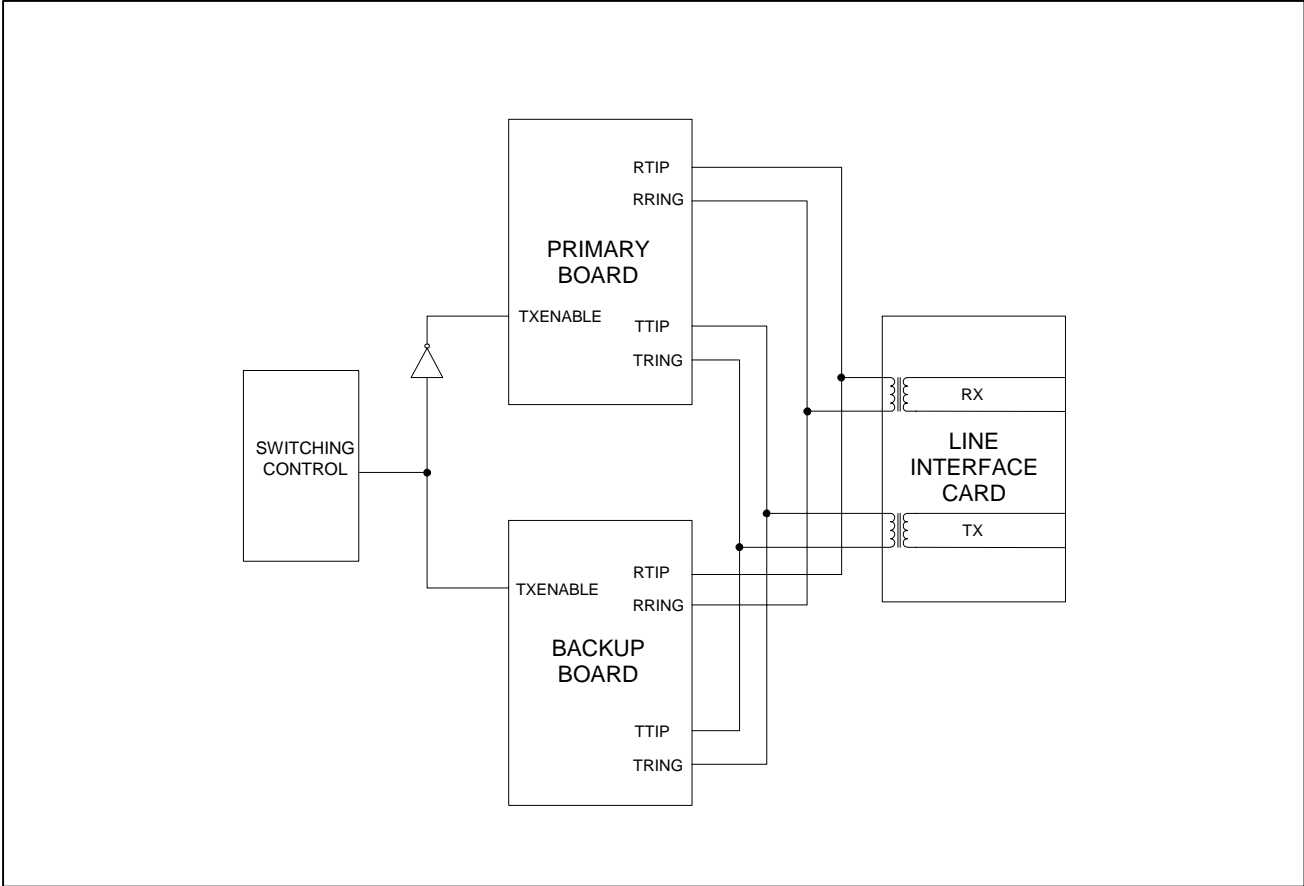 RTIP
RRING
PRIMARY
BOARD
TXENABLE
TTIP
TRING
SWITCHING
CONTROL
RX
LINE
INTERFACE
CARD
TX
TXENABLE
RTIP
RRING
BACKUP
BOARD
TTIP
TRING